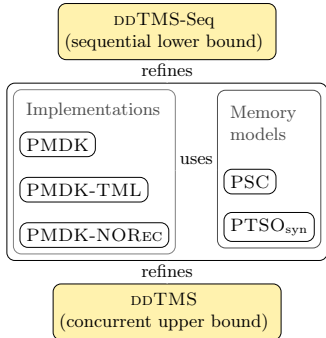 DDTMS-SEQ
(sequential lower bound)
refines
Implementations
PMDK
PMDK-TML
PMDK-NOREC
uses
Memory
models
PSC
PTSOsyn
refines
DDTMS
(concurrent upper bound)